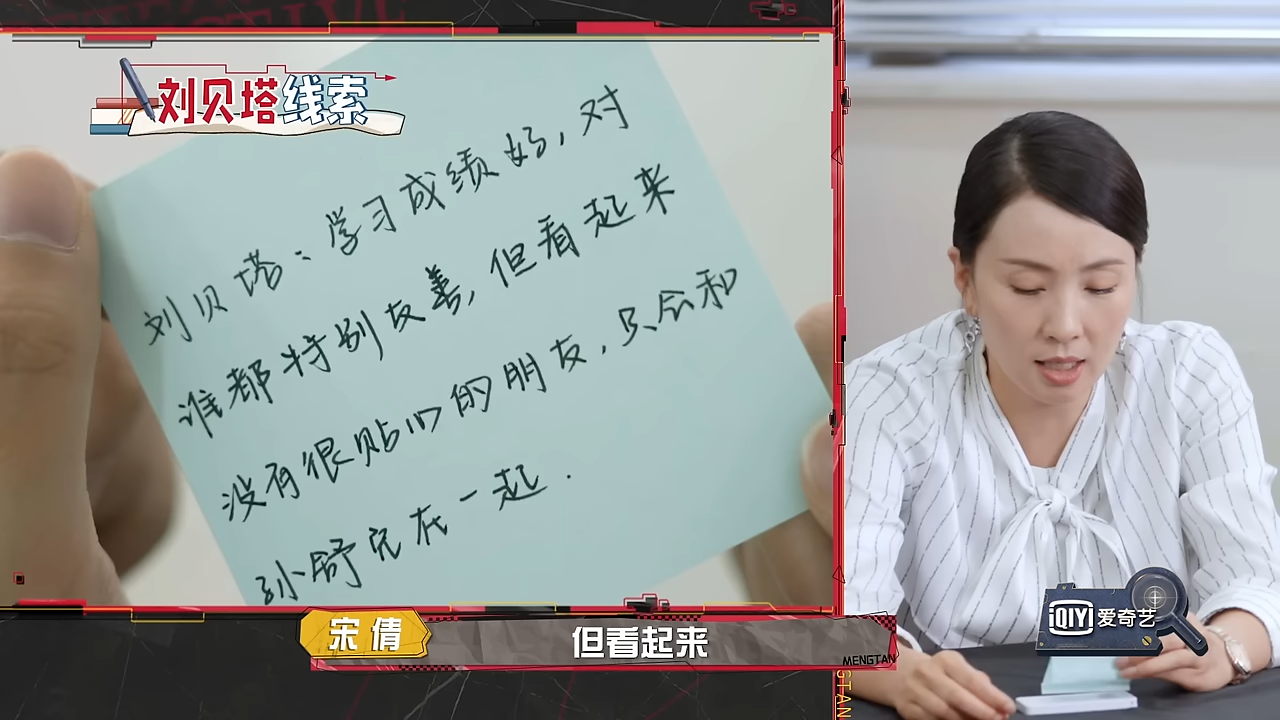 刘贝塔线索
刘贝塔：学习成绩好，对
谁都特别友善，但看起来
没有很贴心的朋友，只会和
孙舒完在一起.
宋倩
但看起来
MENGTAN
iQIYI 爱奇艺